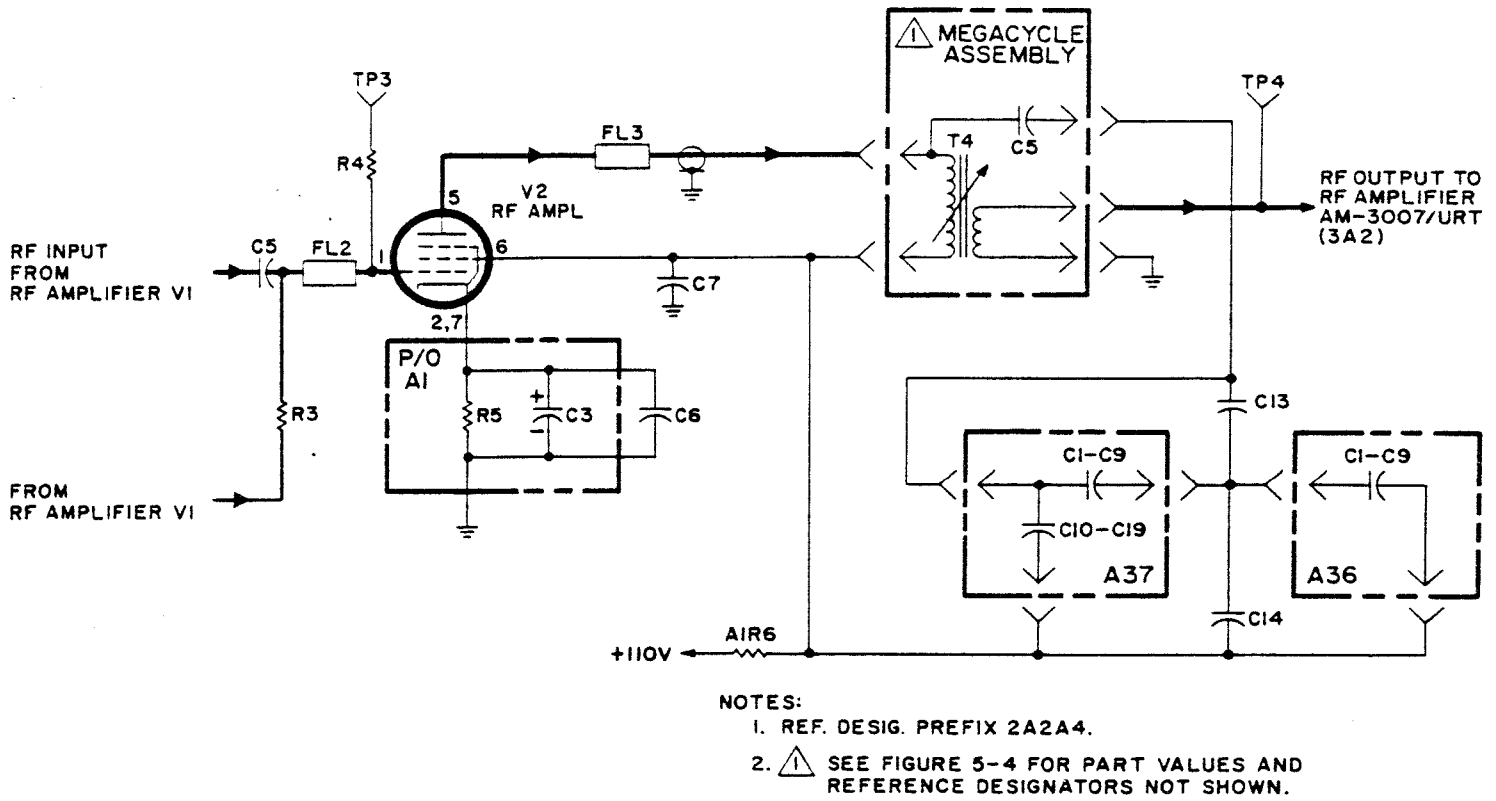 1 MEGACYCLE
ASSEMBLY
TP3
TP4
FL3
T4
C5
R4
V2
RF AMPL
5
6
RF OUTPUT TO
RF AMPLIFIER
AM-3007/URT
(3A2)
RF INPUT
FROM
RF AMPLIFIER V1
C5
FL2
1
C7
2,7
P/O
A1
R3
R5
+
-
C3
C6
C13
C1-C9
C1-C9
FROM
RF AMPLIFIER V1
C10-C19
A37
A36
C14
+110V
A1R6
NOTES:
1. REF. DESIG. PREFIX 2A2A4.
2. 1 SEE FIGURE 5-4 FOR PART VALUES AND
REFERENCE DESIGNATORS NOT SHOWN.